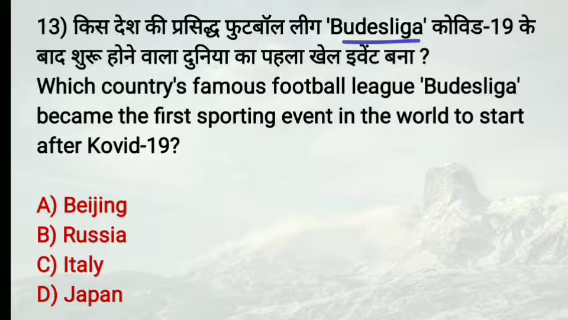 13) किस देश की प्रसिद्ध फुटबॉल लीग 'Budesliga' कोविड-19 के
बाद शुरू होने वाला दुनिया का पहला खेल इवेंट बना ?
Which country's famous football league 'Budesliga'
became the first sporting event in the world to start
after Kovid-19?
A) Beijing
B) Russia
C) Italy
D) Japan